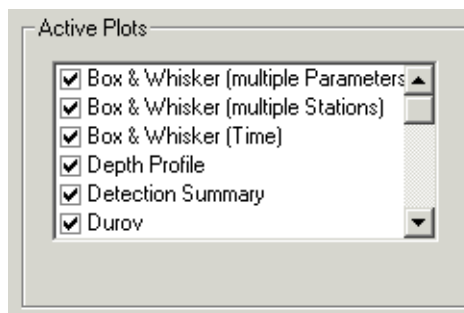 Active Plots
Box & Whisker (multiple Parameters
Box & Whisker (multiple Stations)
Box & Whisker (Time)
Depth Profile
Detection Summary
Durov